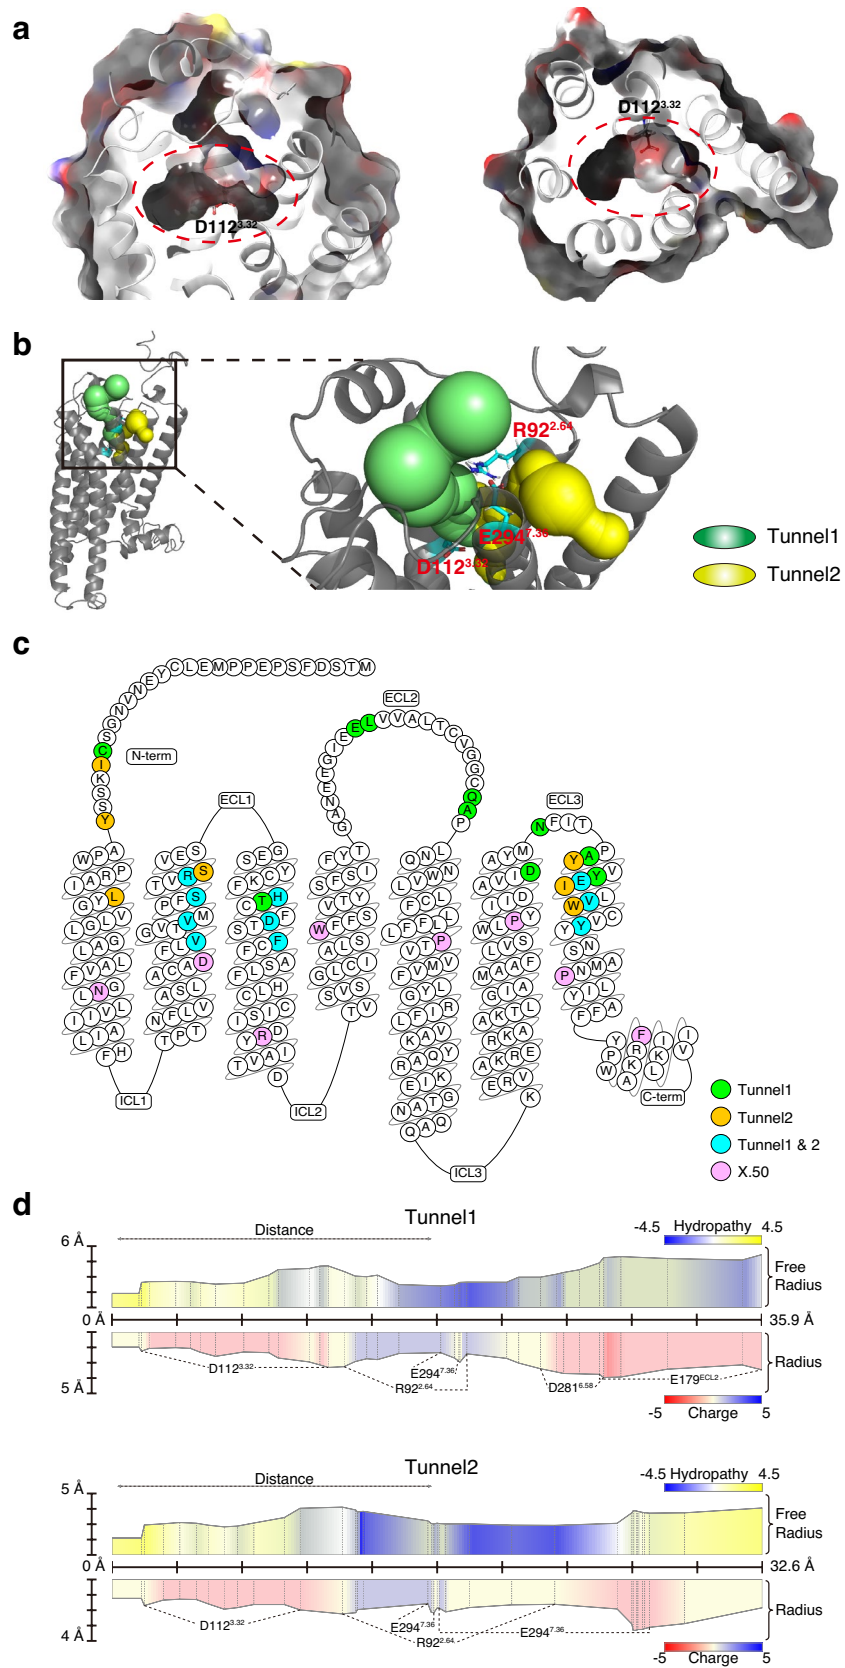 a
D112³·³²
D112³·³²
b
R92²·⁶⁴
E294⁷·³⁶
D112³·³²
Tunnel1
Tunnel2
c
G N V N E Y C L E M P P E P S F D S T M
S
C
I
K
S
S
Y
N-term
ECL1
ECL2
ECL3
G I E E L V V A L T C V G G C Q A P
E
E
N
A
G
N F I T
W P A
I A R P
G Y L
L G L V
L A G
F V A L
L N G
I I V L
L I A
F H
V E S
T V R S
P F S
V M
G V T V
F L V
A C A D
A S L
N F L V
T P T
S E G
F K C Y
C T H
S T D F
F C F
F L S A
C L H
I S I C
Y R D
T V A I
D
F Y T
S F S I
V T Y
W F F S
A L S
G L C I
S V S
T V
Q N L
L V W N
F C L
L F F L L
V T P
F V M V
G Y L
L F I R
K A V
R A Q Y
E I K
N A T G
Q A Q
A Y M
A V I D
I I D
W L P Y
L V S
M A A F
G I A
A K T L
R K A
A K R E
E R V
K
Y A P
I E Y V
W V L
Y Y V C
S N
P N M A
Y I L
F F A
Y F I I
P R K V
W K L
A
ICL1
ICL2
ICL3
C-term
Tunnel1
Tunnel2
Tunnel1 & 2
X.50
d
Tunnel1
Distance
-4.5 Hydropathy 4.5
6 Å
Free Radius
0 Å
35.9 Å
Radius
D112³·³²
E294⁷·³⁶
R92²·⁶⁴
D281⁶·⁵⁸
E179ᴱᶜᴸ²
5 Å
-5 Charge 5
Tunnel2
Distance
-4.5 Hydropathy 4.5
5 Å
Free Radius
0 Å
32.6 Å
Radius
D112³·³²
E294⁷·³⁶
R92²·⁶⁴
E294⁷·³⁶
4 Å
-5 Charge 5